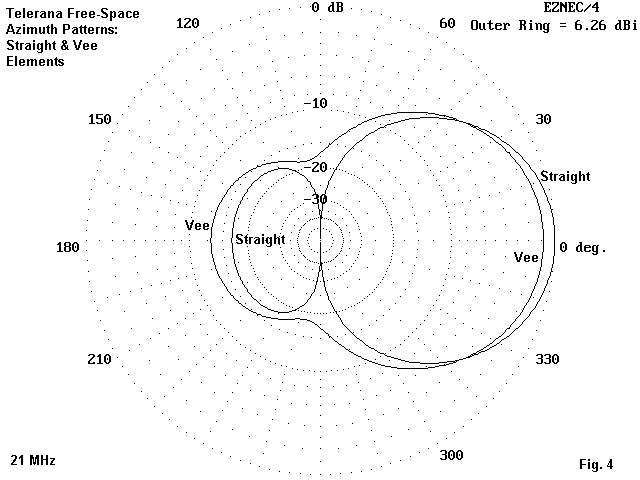 Telerana Free-Space
Azimuth Patterns:
Straight & Vee
Elements
0 dB
EZNEC/4
Outer Ring = 6.26 dBi
120
60
-10
150
30
-20
Straight
-30
Vee
Straight
180
0 deg.
Vee
210
330
300
21 MHz
Fig. 4